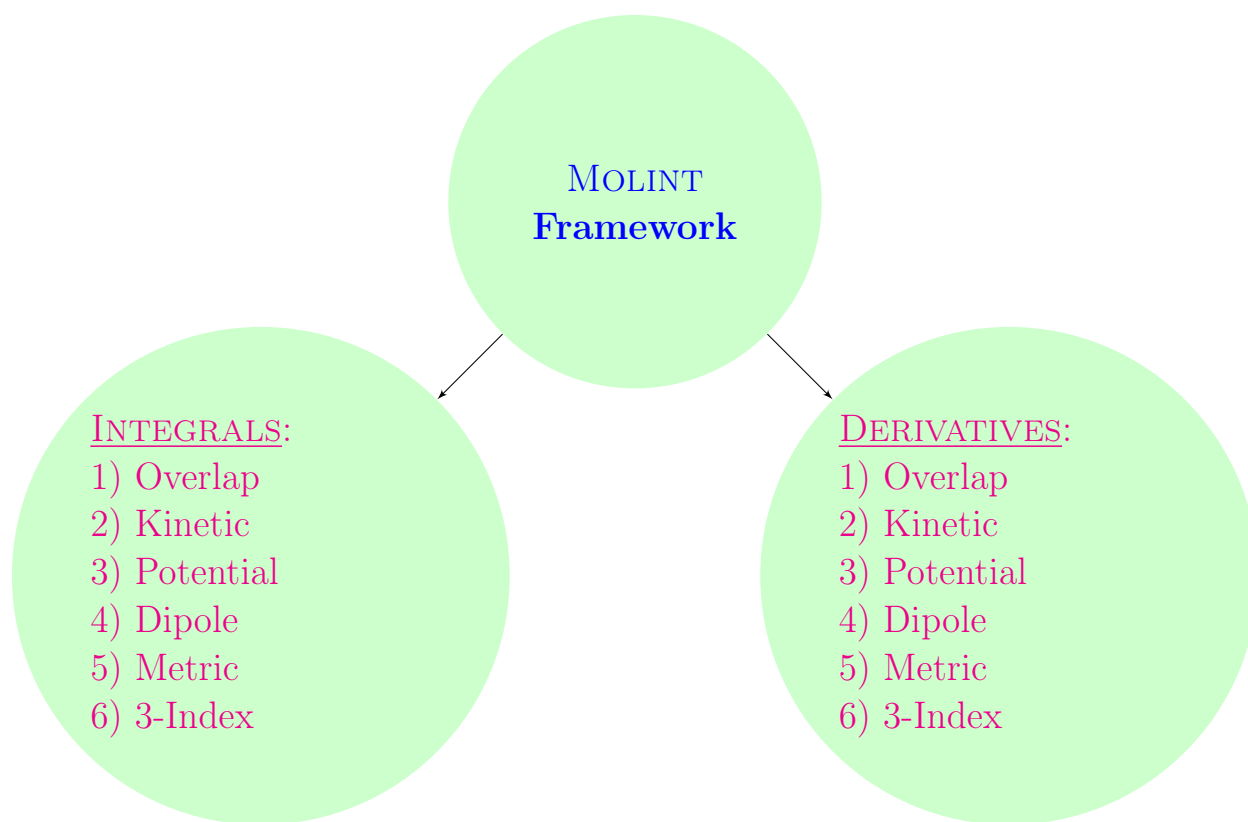 MOLINT
Framework
INTEGRALS:
1) Overlap
2) Kinetic
3) Potential
4) Dipole
5) Metric
6) 3-Index
DERIVATIVES:
1) Overlap
2) Kinetic
3) Potential
4) Dipole
5) Metric
6) 3-Index